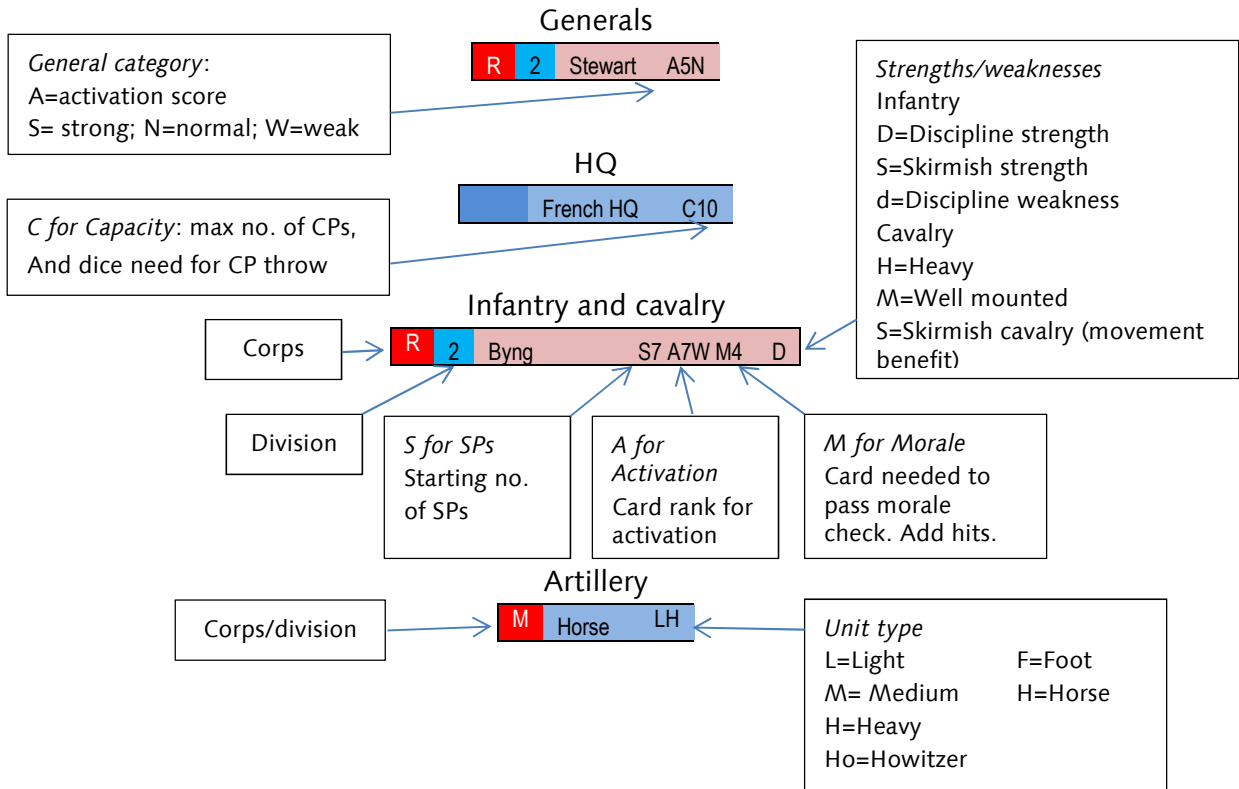 Generals
General category:
A=activation score
S= strong; N=normal; W=weak
R 2 Stewart A5N
HQ
C for Capacity: max no. of CPs,
And dice need for CP throw
French HQ C10
Strengths/weaknesses
Infantry
D=Discipline strength
S=Skirmish strength
d=Discipline weakness
Cavalry
H=Heavy
M=Well mounted
S=Skirmish cavalry (movement
benefit)
Infantry and cavalry
Corps
R 2 Byng S7 A7W M4 D
Division
S for SPs
Starting no.
of SPs
A for
Activation
Card rank for
activation
M for Morale
Card needed to
pass morale
check. Add hits.
Artillery
Corps/division
M Horse LH
Unit type
L=Light F=Foot
M= Medium H=Horse
H=Heavy
Ho=Howitzer